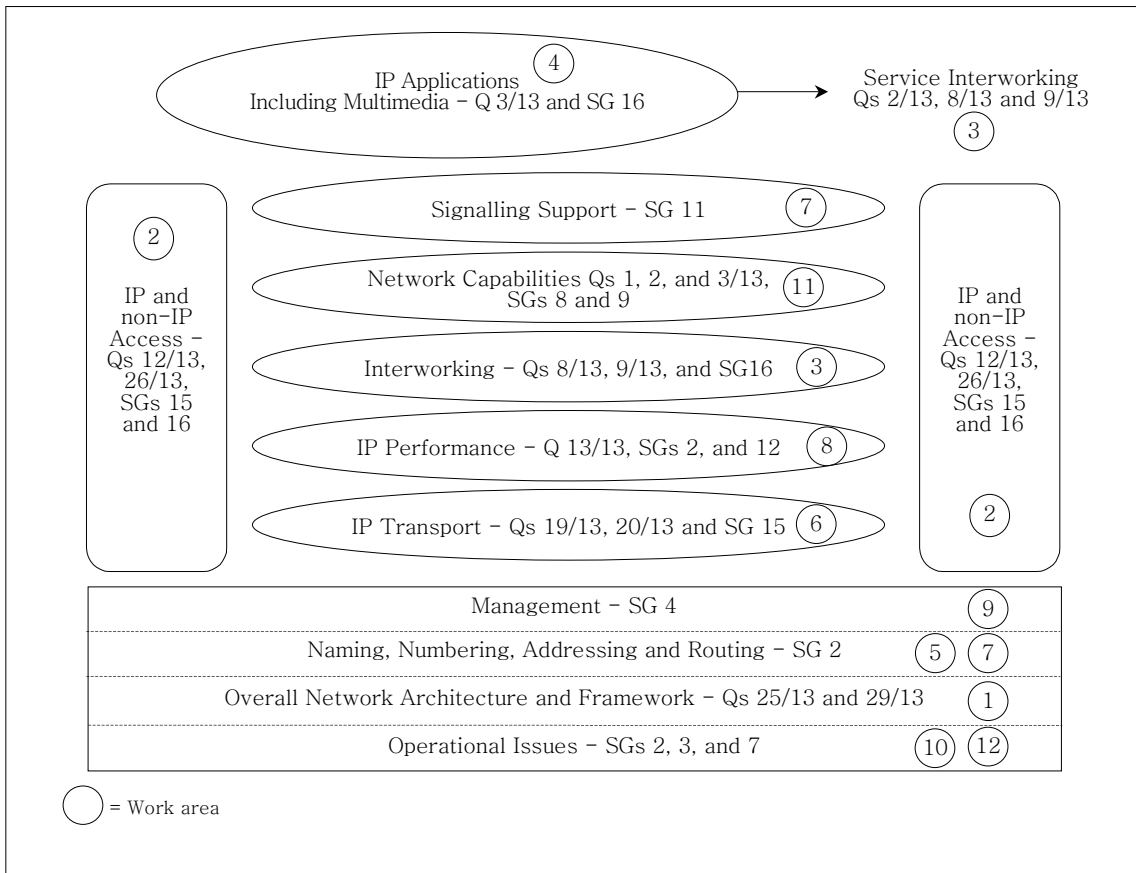 IP Applications 4
Including Multimedia - Q 3/13 and SG 16
Service Interworking
Qs 2/13, 8/13 and 9/13
3
2
IP and
non-IP
Access -
Qs 12/13,
26/13,
SGs 15
and 16
Signalling Support - SG 11 7
Network Capabilities Qs 1, 2, and 3/13,
SGs 8 and 9
11
Interworking - Qs 8/13, 9/13, and SG16 3
IP Performance - Q 13/13, SGs 2, and 12 8
IP Transport - Qs 19/13, 20/13 and SG 15 6
IP and
non-IP
Access -
Qs 12/13,
26/13,
SGs 15
and 16
2
Management - SG 4 9
Naming, Numbering, Addressing and Routing - SG 2 5 7
Overall Network Architecture and Framework - Qs 25/13 and 29/13 1
Operational Issues - SGs 2, 3, and 7 10 12
= Work area